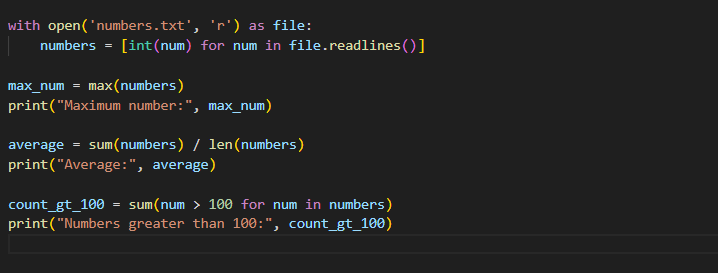 with open('numbers.txt', 'r') as file:
    numbers = [int(num) for num in file.readlines()]
max_num = max(numbers)
print("Maximum number:", max_num)
average = sum(numbers) / len(numbers)
print("Average:", average)
count_gt_100 = sum(num > 100 for num in numbers)
print("Numbers greater than 100:", count_gt_100)